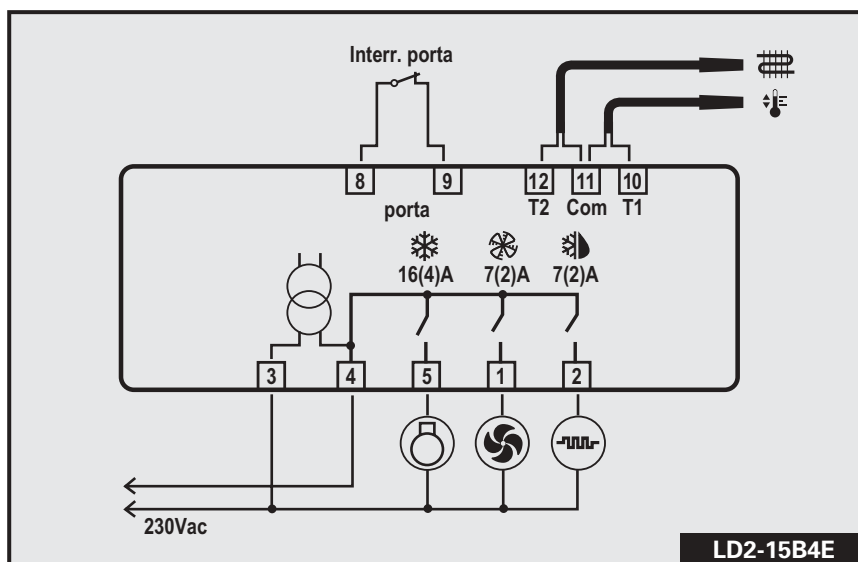 Interr. porta
8 9 12 11 10
porta T2 Com T1
16(4)A 7(2)A 7(2)A
3 4 5 1 2
230Vac
LD2-15B4E